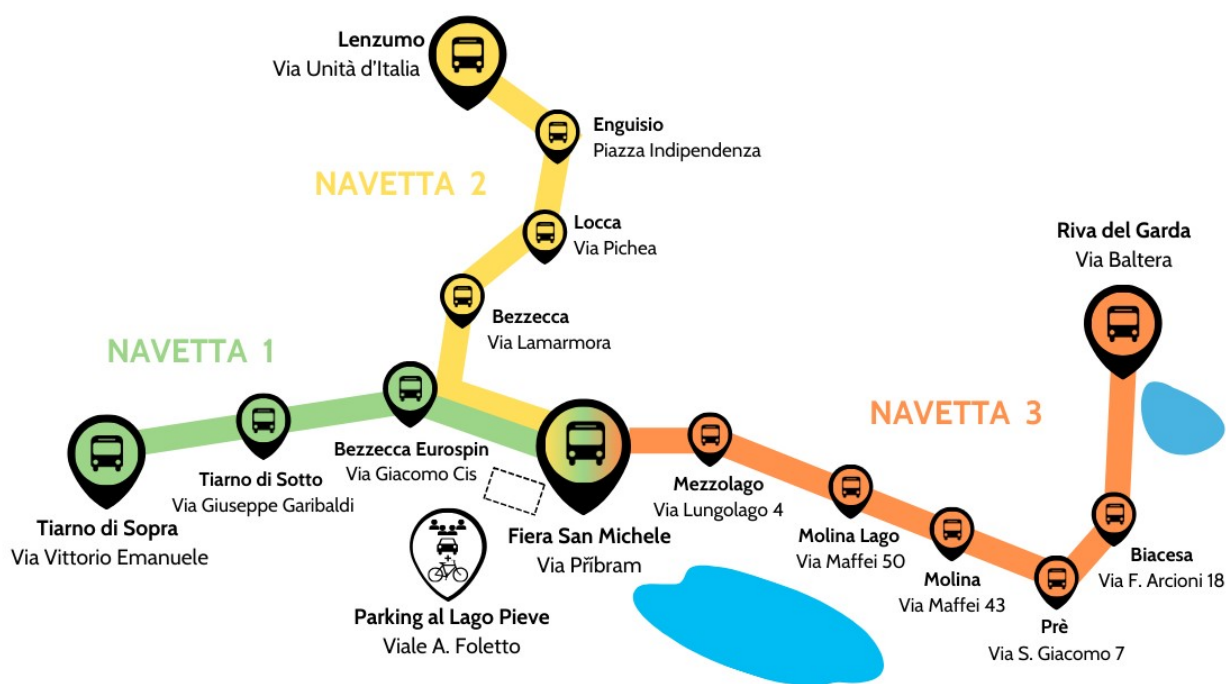 Lenzumo
Via Unità d'Italia
Enguisio
Piazza Indipendenza
NAVETTA 2
Locca
Via Pichea
Riva del Garda
Via Baltera
Bezzecca
Via Lamarmora
NAVETTA 1
NAVETTA 3
Bezzecca Eurospin
Via Giacomo Cis
Tiarno di Sotto
Via Giuseppe Garibaldi
Tiarno di Sopra
Via Vittorio Emanuele
Fiera San Michele
Via Příbram
Mezzolago
Via Lungolago 4
Molina Lago
Via Maffei 50
Molina
Via Maffei 43
Biacesa
Via F. Arcioni 18
Prè
Via S. Giacomo 7
Parking al Lago Pieve
Viale A. Foletto